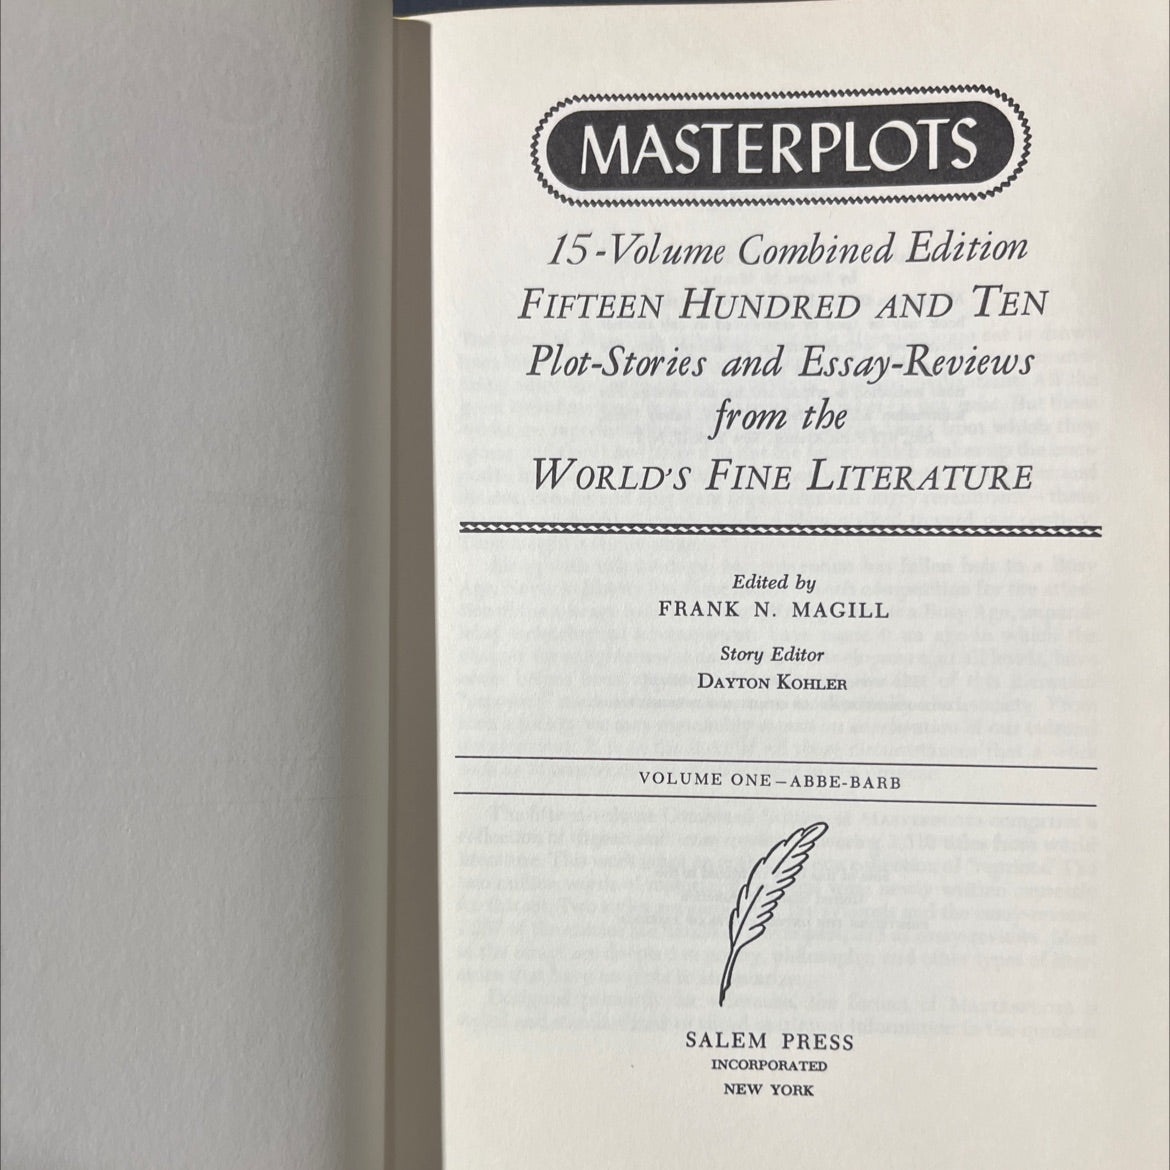 MASTERPLOTS
15-Volume Combined Edition
FIFTEEN HUNDRED AND TEN
Plot-Stories and Essay-Reviews
from the
WORLD'S FINE LITERATURE
Edited by
FRANK N. MAGILL
Story Editor
DAYTON KOHLER
VOLUME ONE—ABBE-BARB
SALEM PRESS
INCORPORATED
NEW YORK